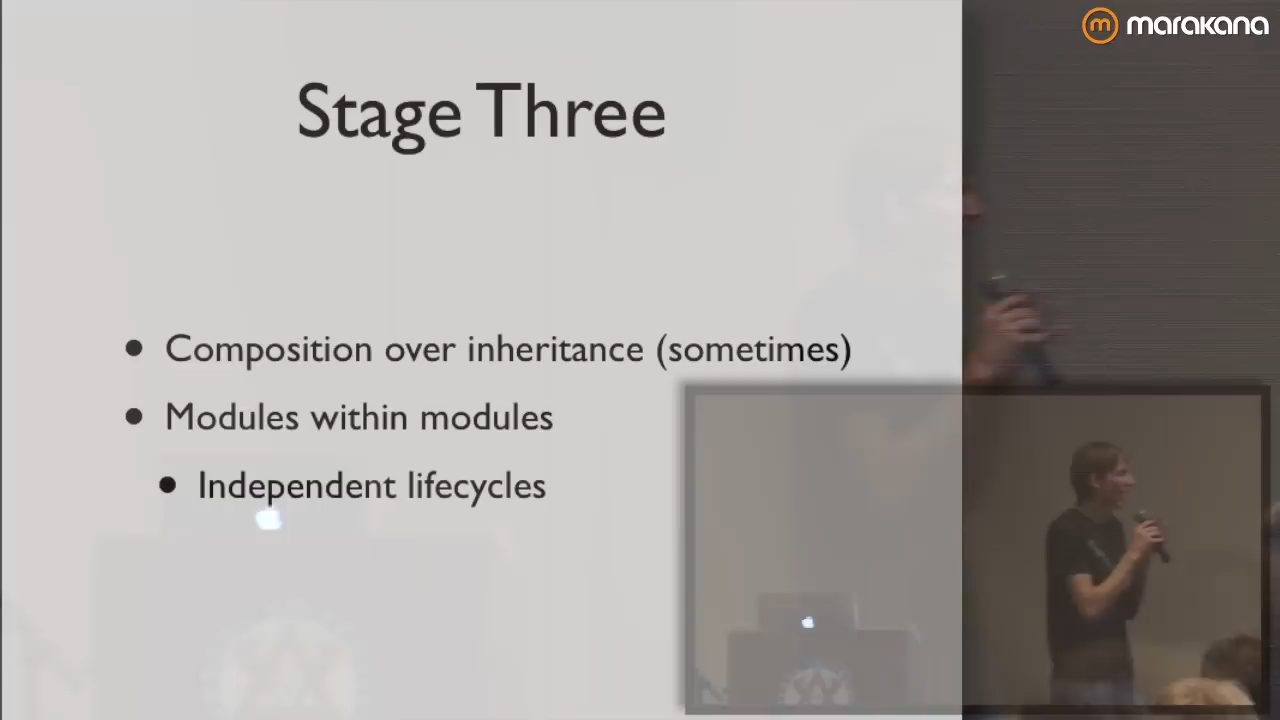 marakana
Stage Three
• Composition over inheritance (sometimes)
• Modules within modules
• Independent lifecycles